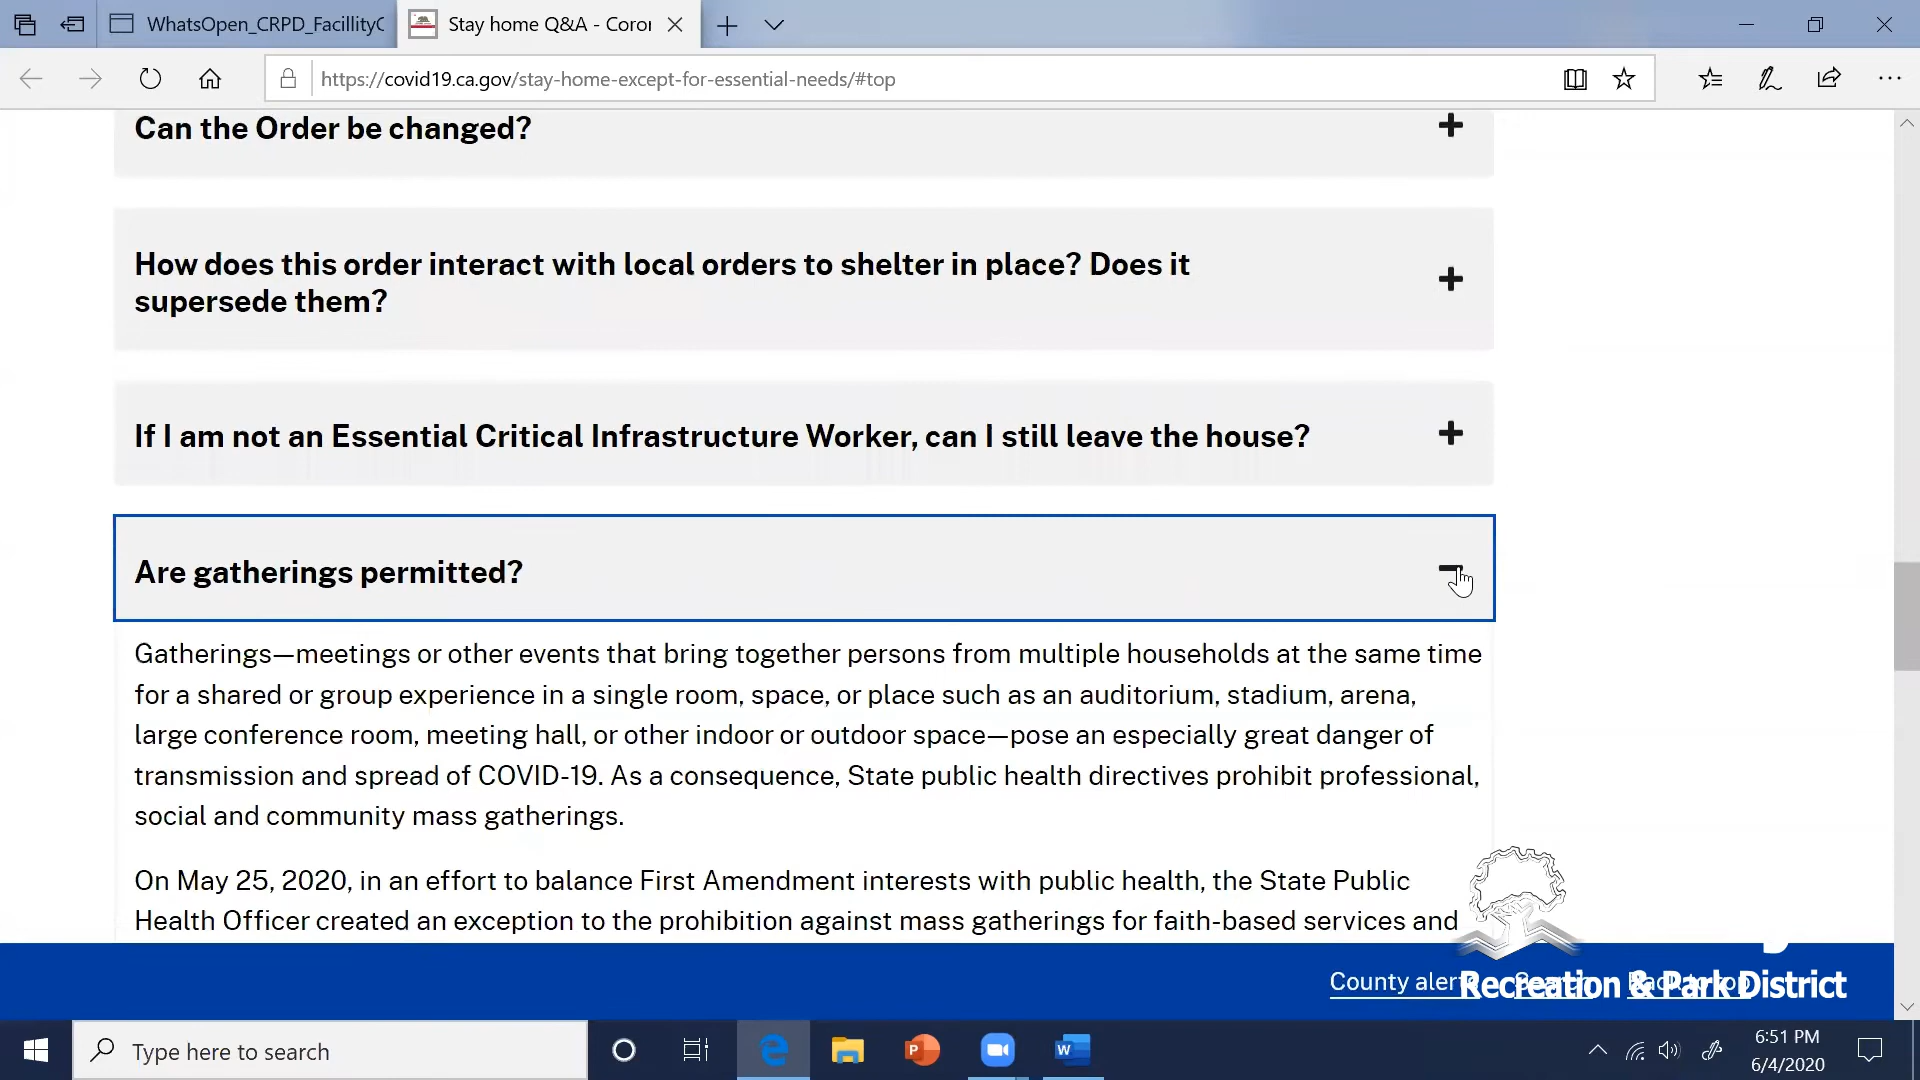 WhatsOpen_CRPD_FacillityC
Stay home Q&A - Coror
https://covid19.ca.gov/stay-home-except-for-essential-needs/#top
Can the Order be changed?
How does this order interact with local orders to shelter in place? Does it
supersede them?
If I am not an Essential Critical Infrastructure Worker, can I still leave the house?
Are gatherings permitted?
Gatherings—meetings or other events that bring together persons from multiple households at the same time
for a shared or group experience in a single room, space, or place such as an auditorium, stadium, arena,
large conference room, meeting hall, or other indoor or outdoor space—pose an especially great danger of
transmission and spread of COVID-19. As a consequence, State public health directives prohibit professional,
social and community mass gatherings.
On May 25, 2020, in an effort to balance First Amendment interests with public health, the State Public
Health Officer created an exception to the prohibition against mass gatherings for faith-based services and
County alerts
Search
Back to top
Recreation & Park District
Type here to search
6:51 PM
6/4/2020